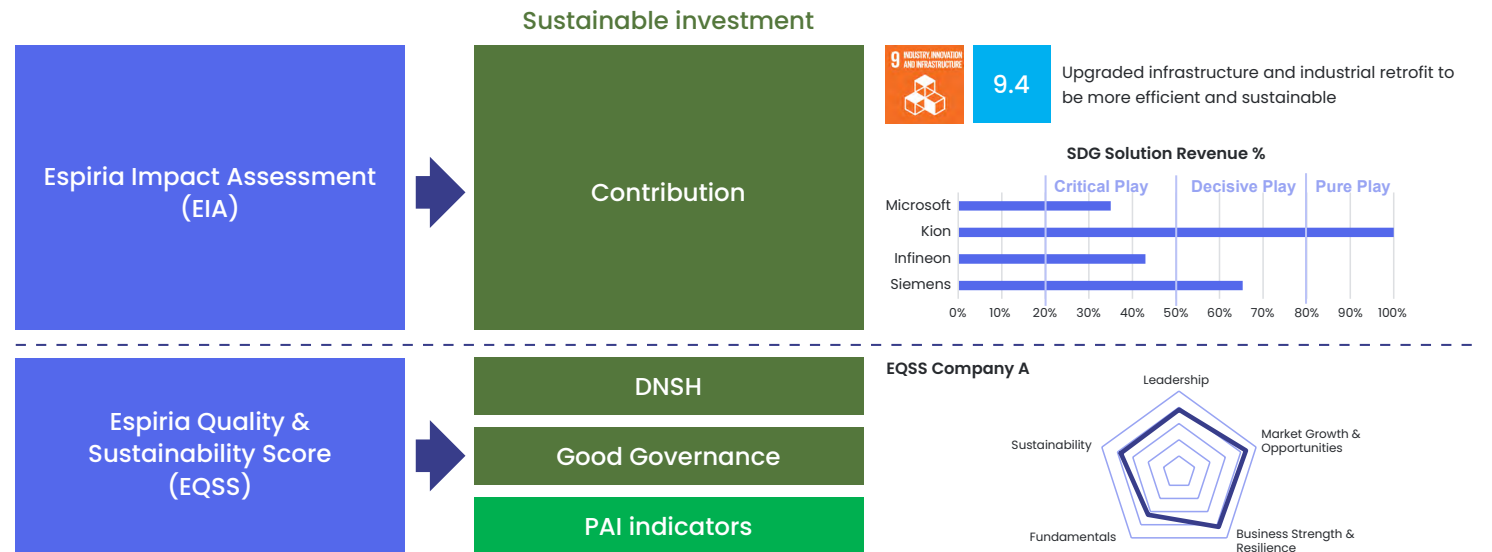 Sustainable investment
Espiria Impact Assessment
(EIA)
Contribution
9 INDUSTRY, INNOVATION
AND INFRASTRUCTURE
9.4
Upgraded infrastructure and industrial retrofit to
be more efficient and sustainable
SDG Solution Revenue %
Critical Play
Decisive Play
Pure Play
Microsoft
Kion
Infineon
Siemens
0% 10% 20% 30% 40% 50% 60% 70% 80% 90% 100%
Espiria Quality &
Sustainability Score
(EQSS)
DNSH
Good Governance
PAI indicators
EQSS Company A
Leadership
Market Growth &
Opportunities
Business Strength &
Resilience
Fundamentals
Sustainability